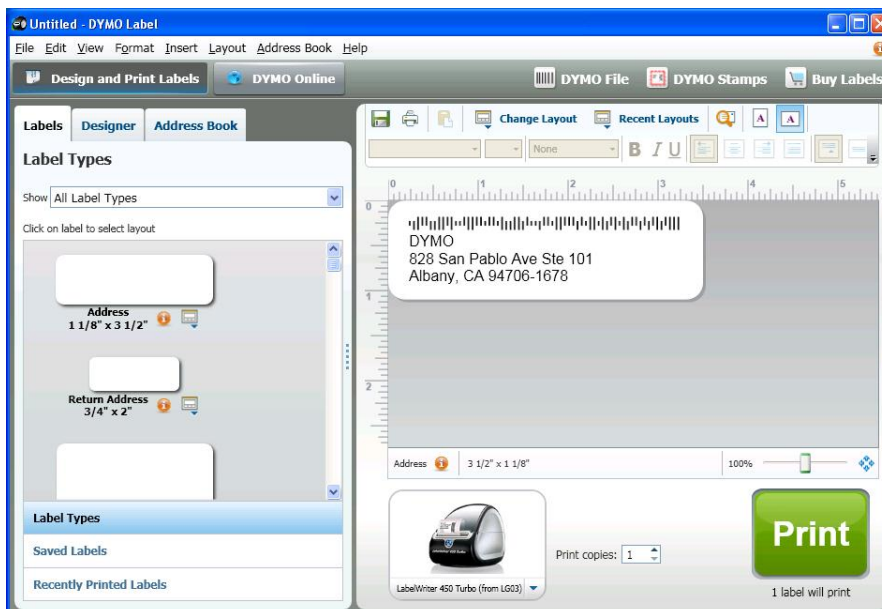 Untitled - DYMO Label
File Edit View Format Insert Layout Address Book Help
Design and Print Labels DYMO Online DYMO File DYMO Stamps Buy Labels
Labels Designer Address Book
Change Layout Recent Layouts A A
None B I U
Label Types
Show All Label Types
Click on label to select layout
0 1 2 3 4 5
0
1
2
DYMO
828 San Pablo Ave Ste 101
Albany, CA 94706-1678
Address
1 1/8" x 3 1/2"
Return Address
3/4" x 2"
Address 3 1/2" x 1 1/8" 100%
Label Types
Saved Labels
Recently Printed Labels
LabelWriter 450 Turbo (from LG03)
Print copies: 1
Print
1 label will print